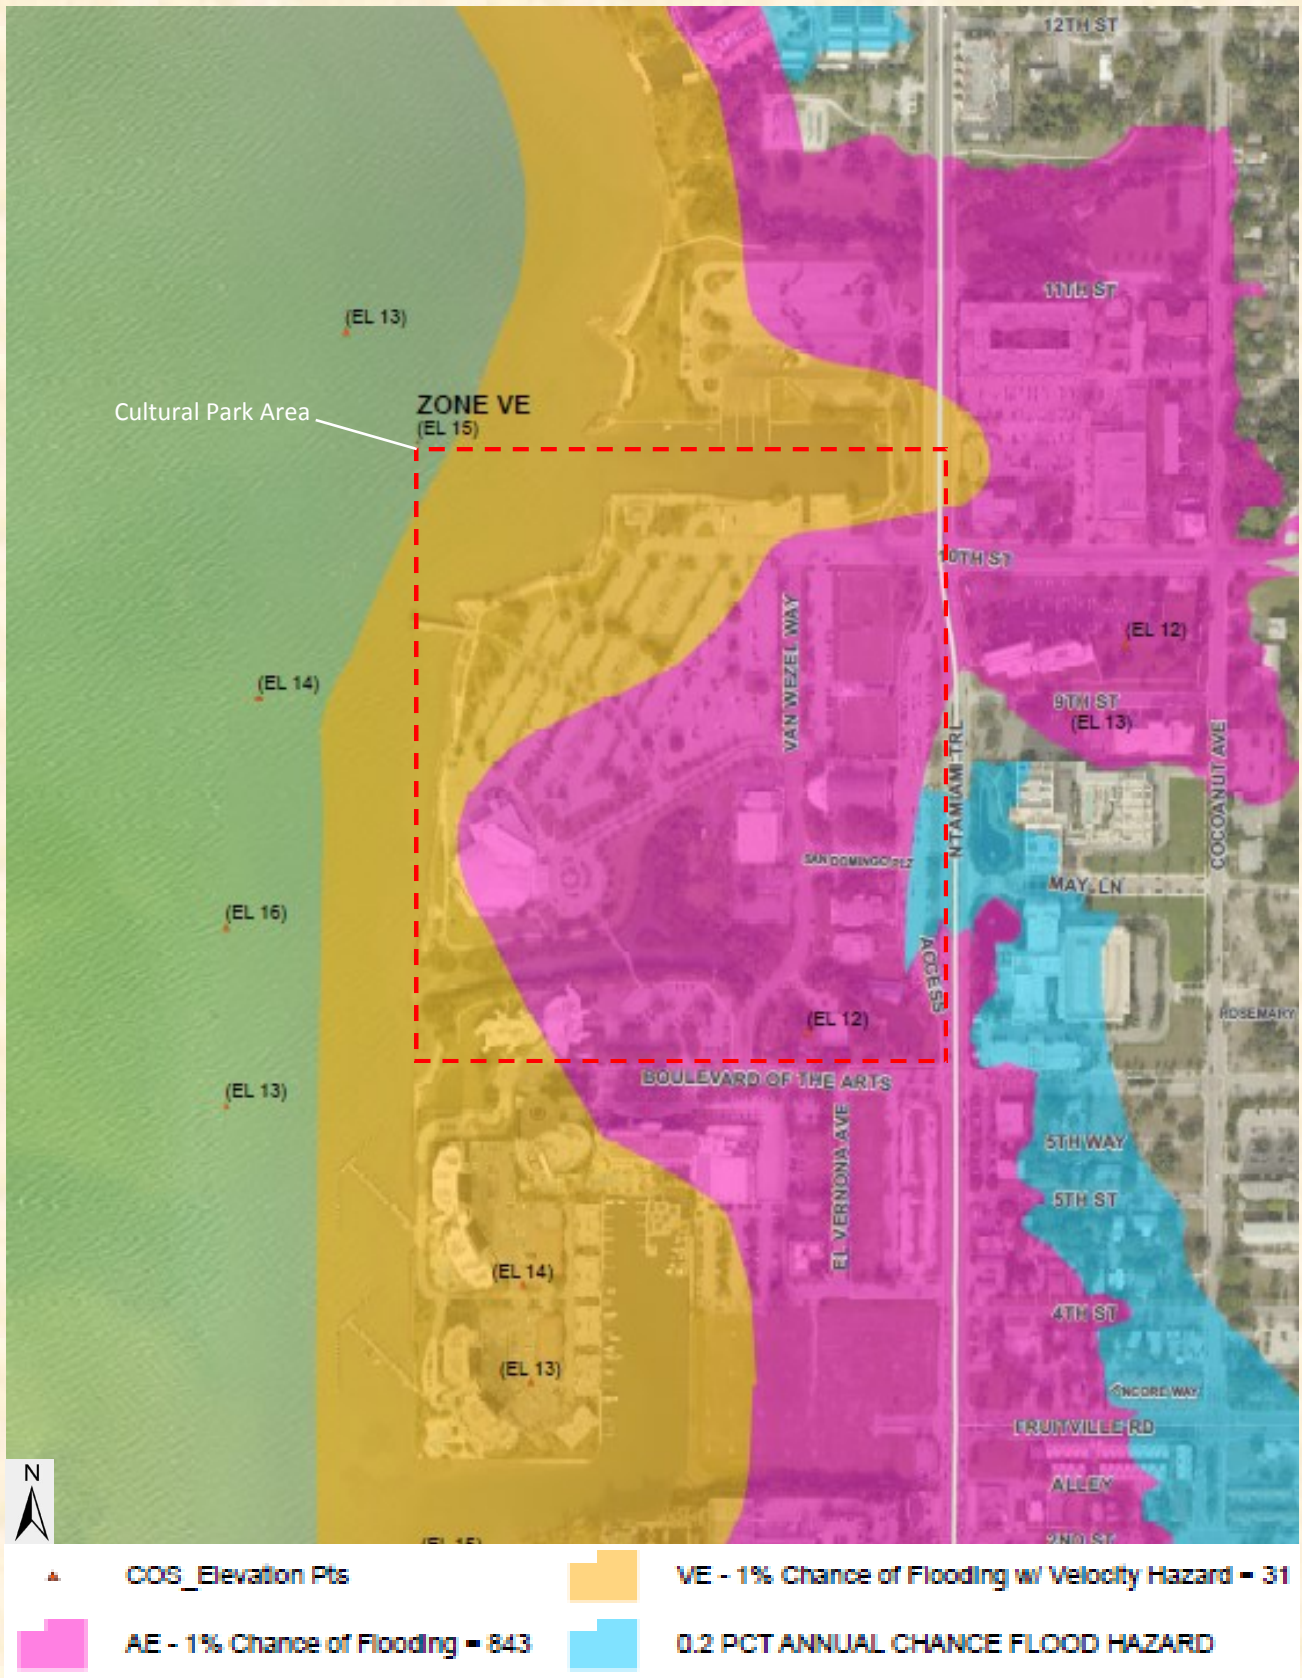 12TH ST
11TH ST
(EL 13)
Cultural Park Area
ZONE VE
(EL 15)
10TH ST
VAN WEZEL WAY
(EL 12)
(EL 14)
9TH ST
(EL 13)
N TAMIAMI TRL
COCOANUT AVE
SAN DOMINGO PLZ
MAY LN
(EL 16)
ACCESS
ROSEMARY
(EL 12)
BOULEVARD OF THE ARTS
(EL 13)
EL VERNONA AVE
5TH WAY
5TH ST
(EL 14)
4TH ST
(EL 13)
ENCORE WAY
FRUITVILLE RD
ALLEY
N
2ND ST
(EL 15)
COS_Elevation Pts
VE - 1% Chance of Flooding w/ Velocity Hazard = 31
AE - 1% Chance of Flooding = 843
0.2 PCT ANNUAL CHANCE FLOOD HAZARD